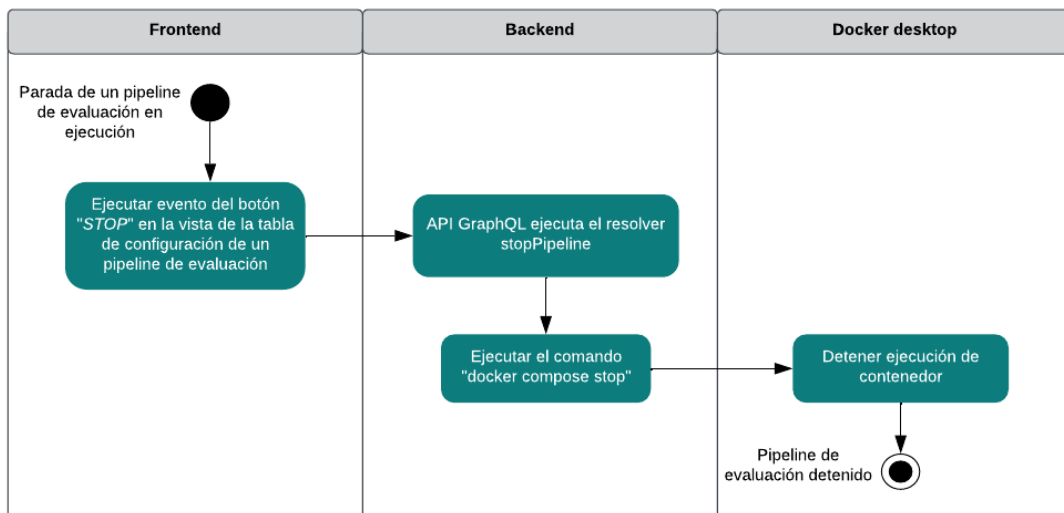 Frontend
Backend
Docker desktop
Parada de un pipeline
de evaluación en
ejecución
Ejecutar evento del botón
"STOP" en la vista de la tabla
de configuración de un
pipeline de evaluación
API GraphQL ejecuta el resolver
stopPipeline
Ejecutar el comando
"docker compose stop"
Detener ejecución de
contenedor
Pipeline de
evaluación detenido